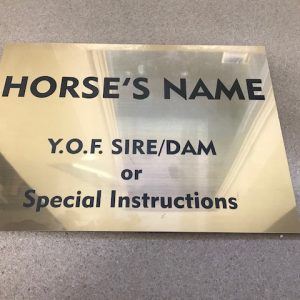 HORSE'S NAME
Y.O.F. SIRE/DAM
or
Special Instructions